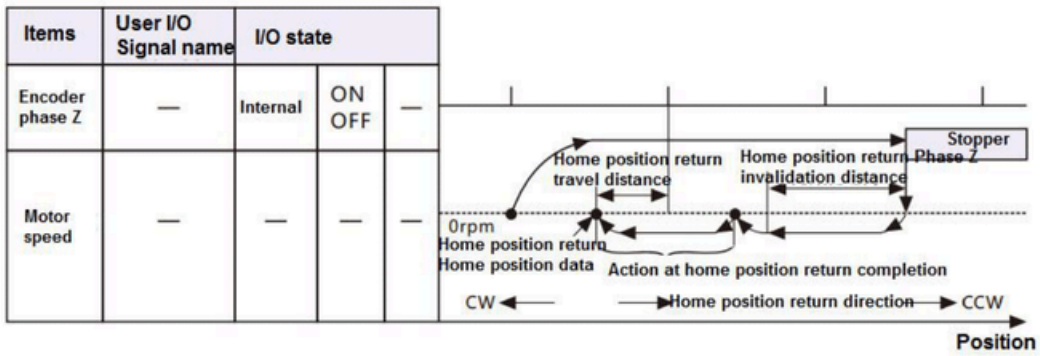 Items
User I/O
Signal name
I/O state
Encoder
phase Z
—
Internal
ON
OFF
—
Stopper
Home position return
travel distance
Home position return Phase Z
invalidation distance
Motor
speed
—
—
—
—
0rpm
Home position return
Home position data
Action at home position return completion
CW
Home position return direction
CCW
Position